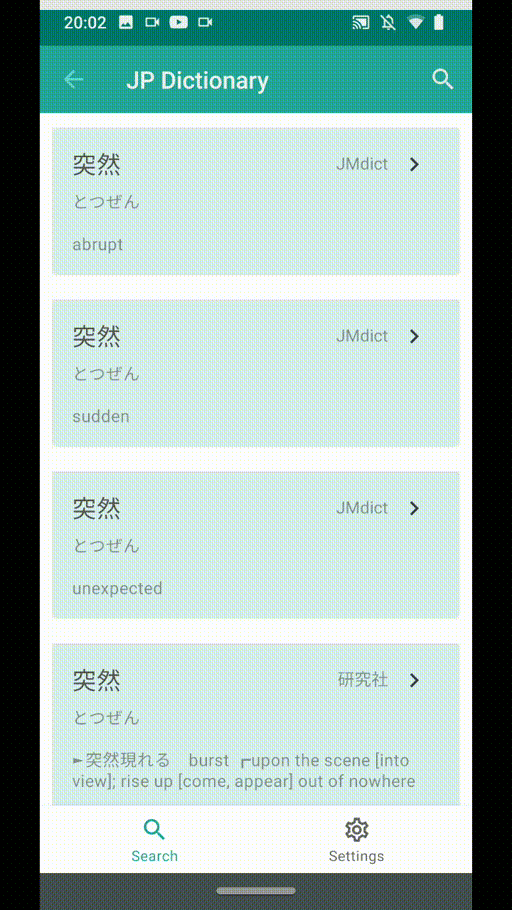 20:02
JP Dictionary
突然
JMdict
とつぜん
abrupt
突然
JMdict
とつぜん
sudden
突然
JMdict
とつぜん
unexpected
突然
研究社
とつぜん
►突然現れる　burst ┏upon the scene [into
view]; rise up [come, appear] out of nowhere
Search
Settings